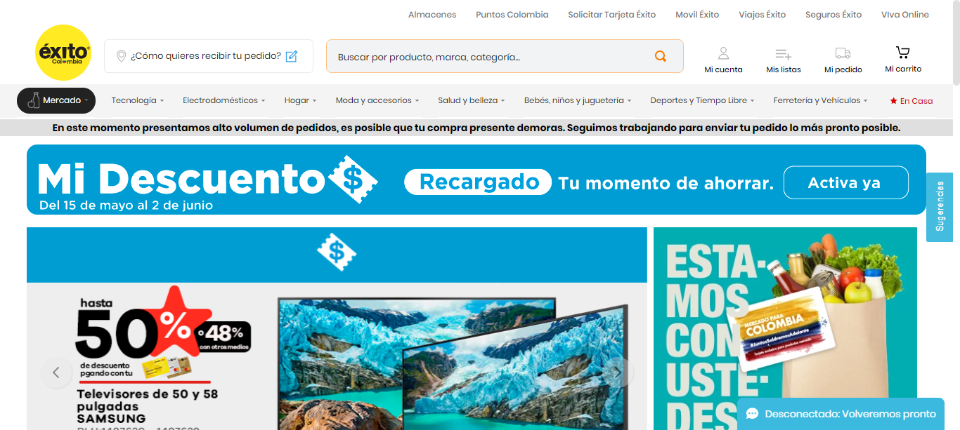 Almacenes Puntos Colombia Solicitar Tarjeta Éxito Movil Éxito Viajes Éxito Seguros Éxito Viva Online
éxito
Colombia
¿Cómo quieres recibir tu pedido?
Buscar por producto, marca, categoría...
Mi cuenta Mis listas Mi pedido Mi carrito
Mercado Tecnología Electrodomésticos Hogar Moda y accesorios Salud y belleza Bebés, niños y juguetería Deportes y Tiempo Libre Ferretería y Vehículos En Casa
En este momento presentamos alto volumen de pedidos, es posible que tu compra presente demoras. Seguimos trabajando para enviar tu pedido lo más pronto posible.
Mi Descuento $ Recargado Tu momento de ahorrar. Activa ya
Del 15 de mayo al 2 de junio
Sugerencias
$
hasta
50%
o 48%
con otros medios
de descuento
pgando con tu
Televisores de 50 y 58
pulgadas
SAMSUNG
ESTA-
MOS
CON
USTE-
DES
MERCADO PARA
COLOMBIA
Desconectado: Volveremos pronto